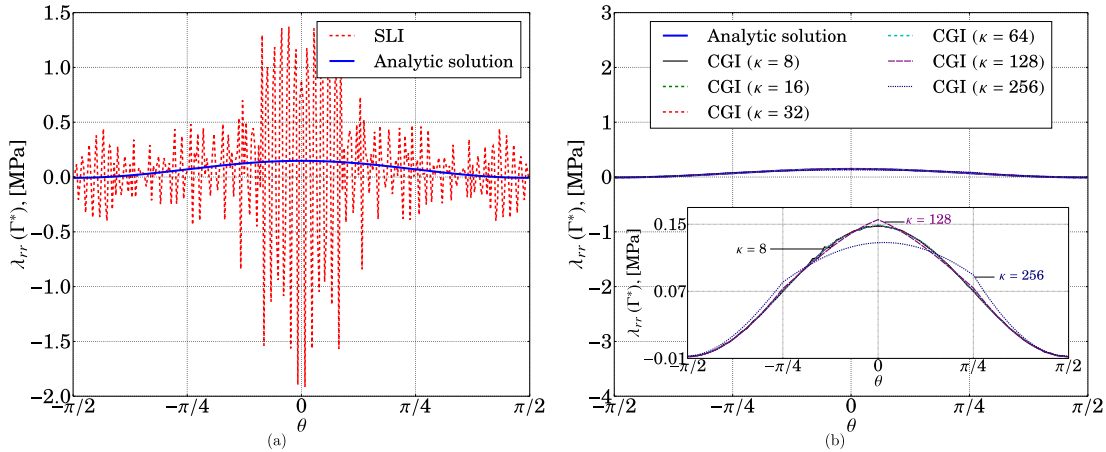 1.5
1.0
0.5
0.0
−0.5
−1.0
−1.5
−2.0
λrr (Γ*), [MPa]
SLI
Analytic solution
−π/2
−π/4
0
π/4
π/2
θ
(a)
3
2
1
0
−1
−2
−3
−4
λrr (Γ*), [MPa]
Analytic solution
CGI (κ = 8)
CGI (κ = 16)
CGI (κ = 32)
CGI (κ = 64)
CGI (κ = 128)
CGI (κ = 256)
0.15
0.07
−0.01
λrr (Γ*), [MPa]
κ = 128
κ = 8
κ = 256
−π/2
−π/4
0
π/4
π/2
θ
−π/2
−π/4
0
π/4
π/2
θ
(b)